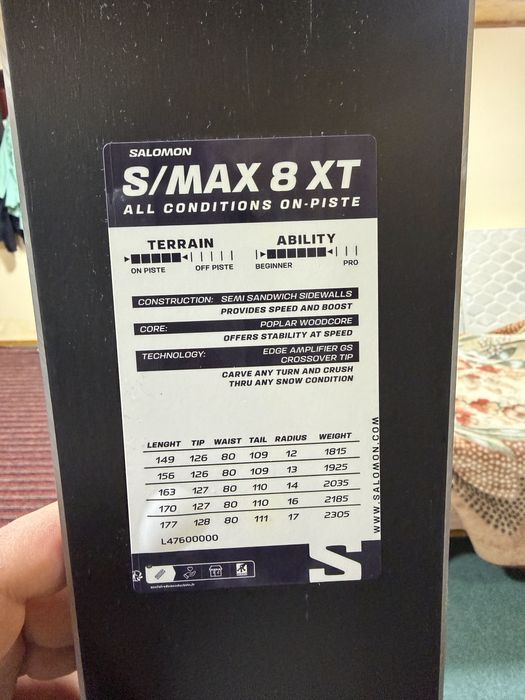 SALOMON
S/MAX 8 XT
ALL CONDITIONS ON-PISTE
TERRAIN
ON PISTE OFF PISTE
ABILITY
BEGINNER PRO
CONSTRUCTION: SEMI SANDWICH SIDEWALLS
PROVIDES SPEED AND BOOST
CORE: POPLAR WOODCORE
OFFERS STABILITY AT SPEED
TECHNOLOGY: EDGE AMPLIFIER GS
CROSSOVER TIP
CARVE ANY TURN AND CRUSH
THRU ANY SNOW CONDITION
LENGHT TIP WAIST TAIL RADIUS WEIGHT
149 126 80 109 12 1815
156 126 80 109 13 1925
163 127 80 110 14 2035
170 127 80 110 16 2185
177 128 80 111 17 2305
L47600000
WWW.SALOMON.COM
S